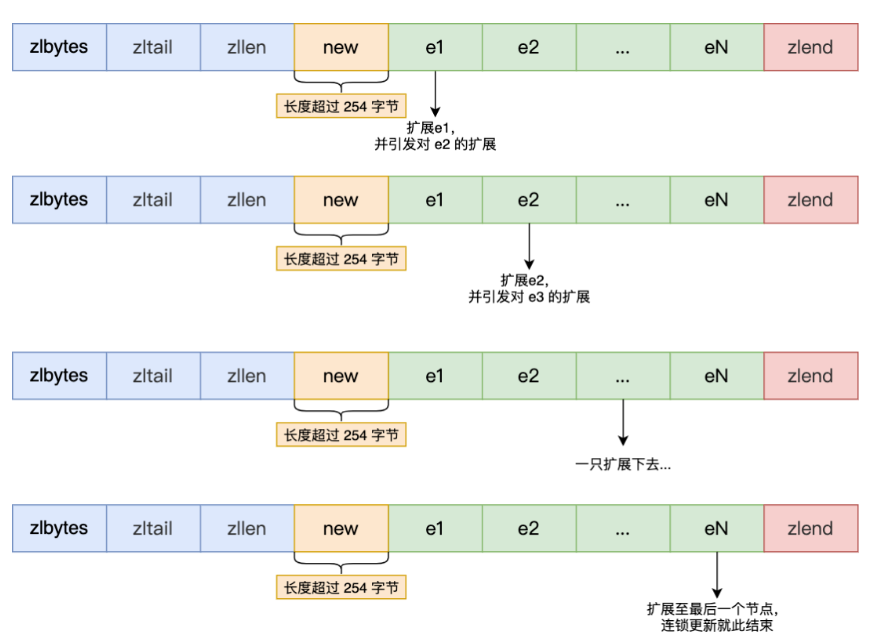 zlbytes zltail zllen new e1 e2 ... eN zlend
长度超过 254 字节
扩展e1，
并引发对 e2 的扩展
zlbytes zltail zllen new e1 e2 ... eN zlend
长度超过 254 字节
扩展e2，
并引发对 e3 的扩展
zlbytes zltail zllen new e1 e2 ... eN zlend
长度超过 254 字节
一只扩展下去...
zlbytes zltail zllen new e1 e2 ... eN zlend
长度超过 254 字节
扩展至最后一个节点，
连锁更新就此结束